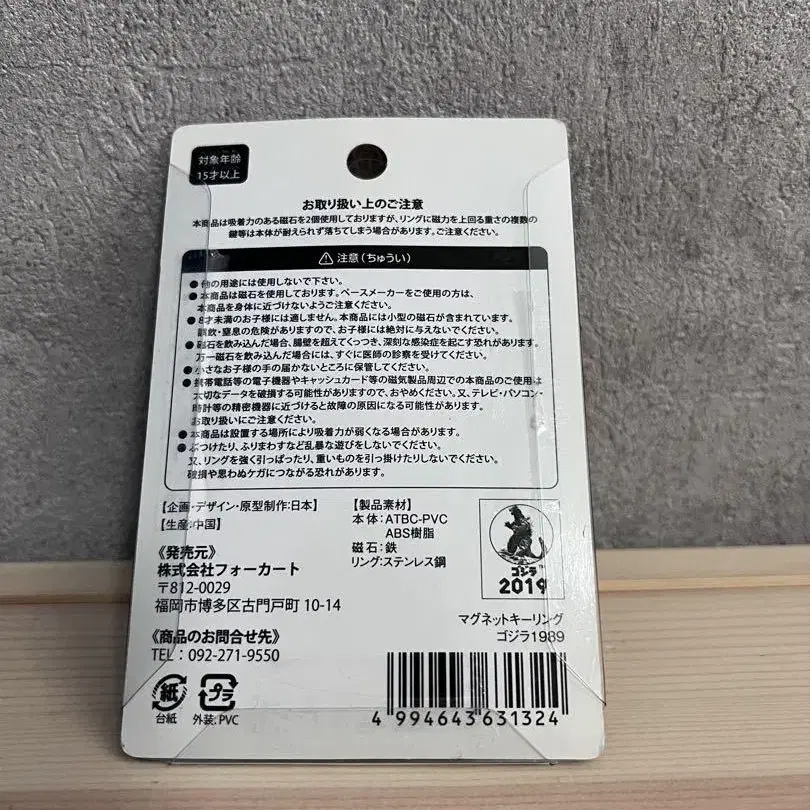 対象年齢
15才以上
お取り扱い上のご注意
本商品は吸着力のある磁石を2個使用しておりますが、リングに磁力を上回る重さの複数の
鍵等は本体が耐えられず落ちてしまう場合があります。ご注意ください。
注意(ちゅうい)
●他の用途には使用しないで下さい。
●本商品は磁石を使用しております。ペースメーカーをご使用の方は、
本商品を身体に近づけないようご注意ください。
●8才未満のお子様には適しません。本商品には小型の磁石が含まれています。
誤飲・窒息の危険がありますので、お子様には絶対に与えないでください。
●磁石を飲み込んだ場合、腸壁を超えてくっつき、深刻な感染症を起こす恐れがあります。
万一磁石を飲み込んだ場合には、すぐに医師の診察を受けてください。
●小さなお子様の手の届かないところに保管してください。
●携帯電話等の電子機器やキャッシュカード等の磁気製品周辺での本商品のご使用は
大切なデータを破損する可能性がありますので、おやめください。又、テレビ・パソコン・
時計等の精密機器に近づけると故障の原因になる可能性があります。
お取り扱いにご注意ください。
●本商品は設置する場所により吸着力が弱くなる場合があります。
●ぶつけたり、ふりまわすなど乱暴な遊びをしないでください。
又、リングを強く引っぱったり、重いものを引っ掛けたりしないでください。
破損や思わぬケガにつながる恐れがあります。
【企画・デザイン・原型制作:日本】
【生産:中国】
《発売元》
株式会社フォーカート
〒812-0029
福岡市博多区古門戸町 10-14
《商品のお問合せ先》
TEL:092-271-9550
紙
台紙
プラ
外装:PVC
【製品素材】
本体:ATBC-PVC
ABS樹脂
磁石:鉄
リング:ステンレス鋼
ゴジラ
2019
マグネットキーリング
ゴジラ1989
4 994643 631324